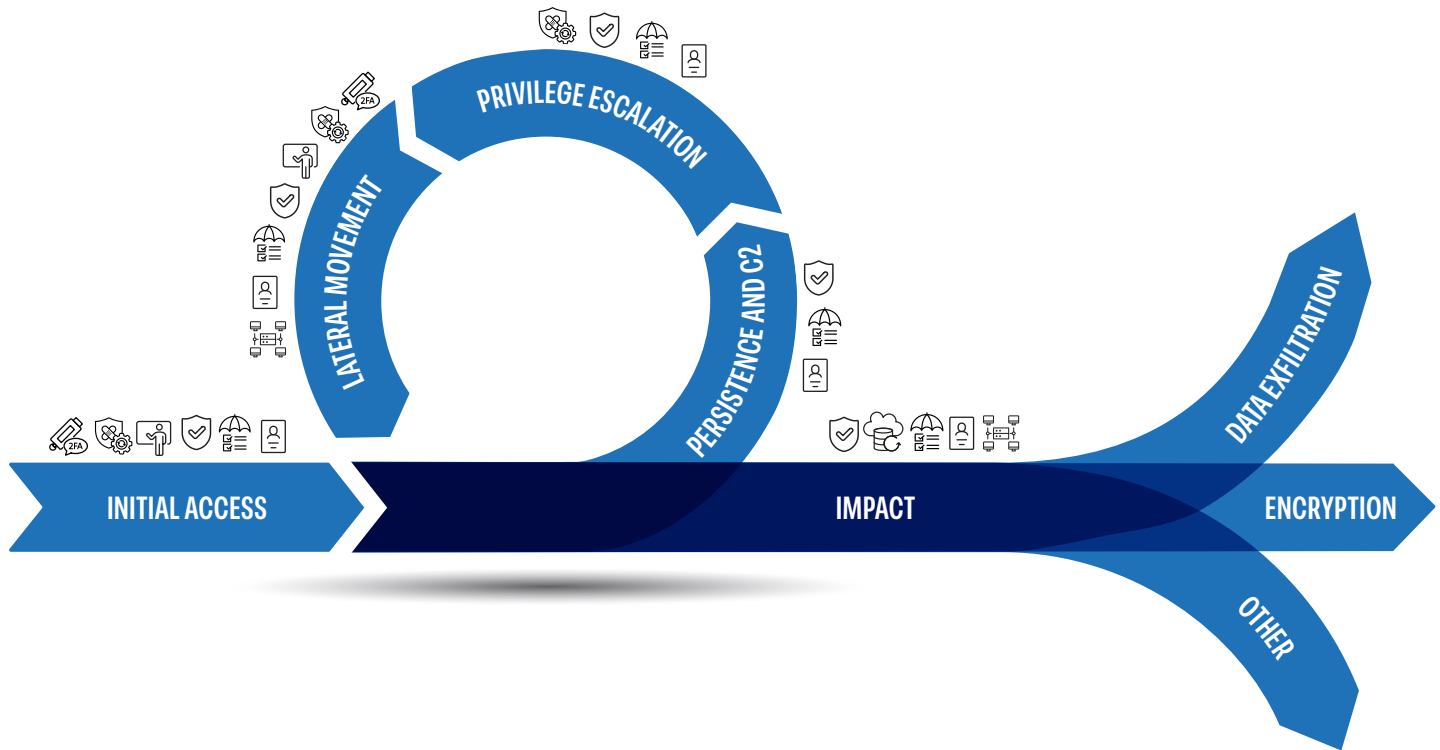 2FA
PRIVILEGE ESCALATION
LATERAL MOVEMENT
PERSISTENCE AND C2
2FA
INITIAL ACCESS
IMPACT
DATA EXFILTRATION
ENCRYPTION
OTHER